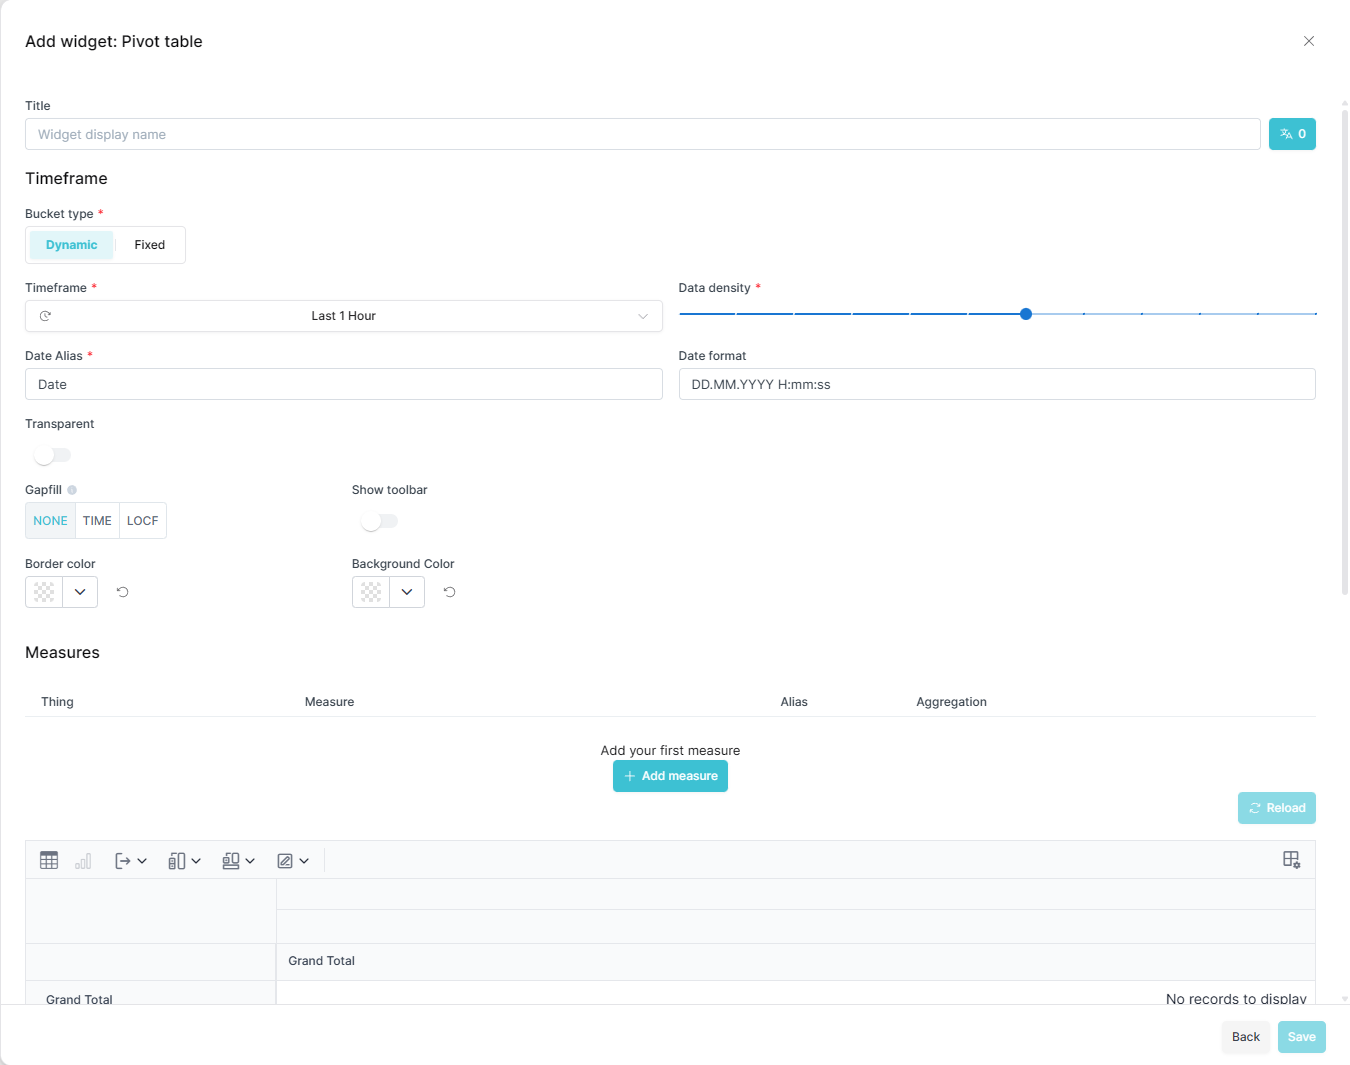 Add widget: Pivot table
Title
Widget display name
0
Timeframe
Bucket type *
Dynamic Fixed
Timeframe * Data density *
Last 1 Hour
Date Alias * Date format
Date DD.MM.YYYY H:mm:ss
Transparent
Gapfill Show toolbar
NONE TIME LOCF
Border color Background Color
Measures
Thing Measure Alias Aggregation
Add your first measure
Add measure
Reload
Grand Total
Grand Total No records to display
Back Save